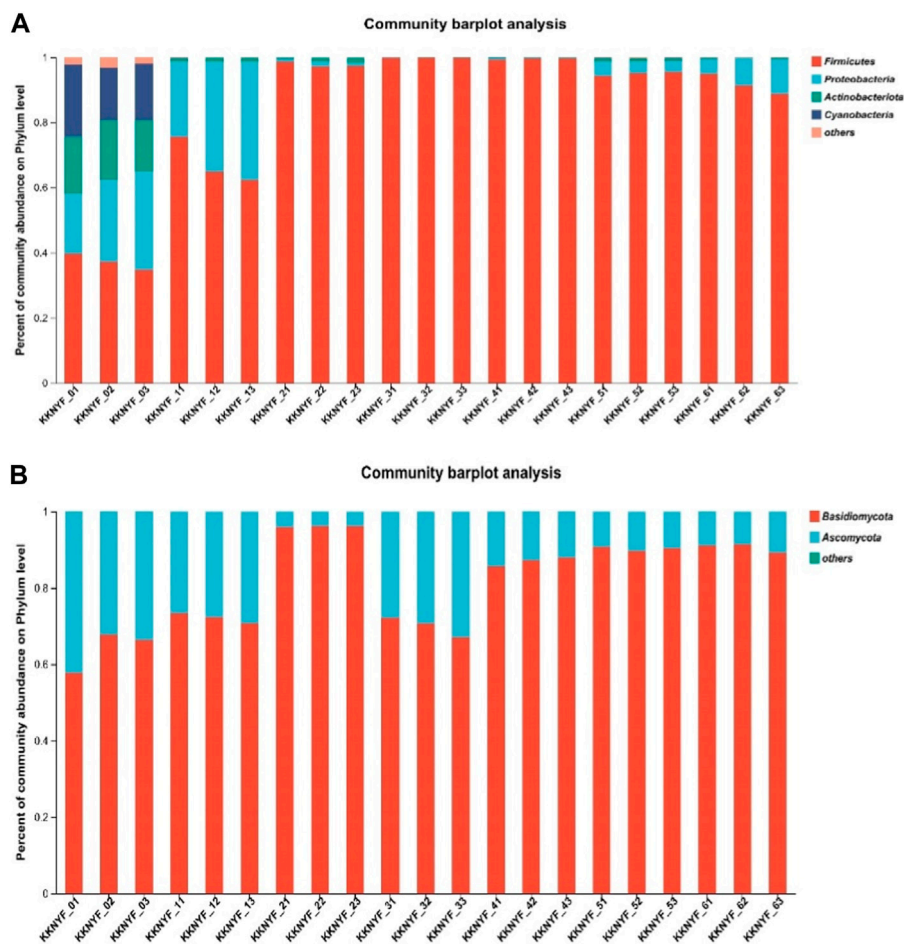 A
Community barplot analysis
Percent of community abundance on Phylum level
1
0.8
0.6
0.4
0.2
0
KKNYF_01
KKNYF_02
KKNYF_03
KKNYF_11
KKNYF_12
KKNYF_13
KKNYF_21
KKNYF_22
KKNYF_23
KKNYF_31
KKNYF_32
KKNYF_33
KKNYF_41
KKNYF_42
KKNYF_43
KKNYF_51
KKNYF_52
KKNYF_53
KKNYF_61
KKNYF_62
KKNYF_63
Firmicutes
Proteobacteria
Actinobacteriota
Cyanobacteria
others
B
Community barplot analysis
Percent of community abundance on Phylum level
1
0.8
0.6
0.4
0.2
0
KKNYF_01
KKNYF_02
KKNYF_03
KKNYF_11
KKNYF_12
KKNYF_13
KKNYF_21
KKNYF_22
KKNYF_23
KKNYF_31
KKNYF_32
KKNYF_33
KKNYF_41
KKNYF_42
KKNYF_43
KKNYF_51
KKNYF_52
KKNYF_53
KKNYF_61
KKNYF_62
KKNYF_63
Basidiomycota
Ascomycota
others